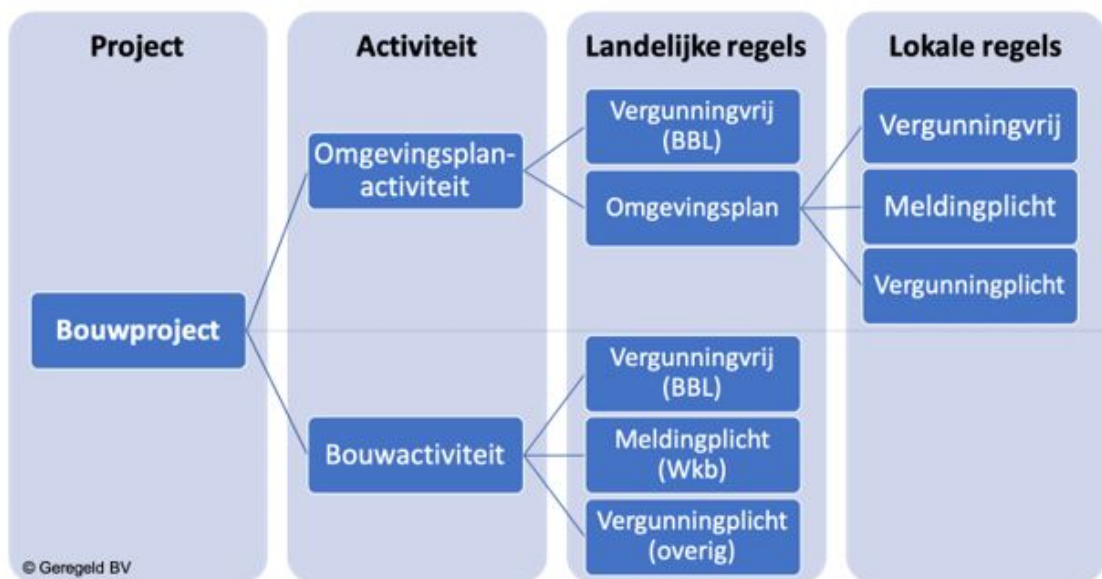 Project
Activiteit
Landelijke regels
Lokale regels
Bouwproject
Omgevingsplan-
activiteit
Bouwactiviteit
Vergunningvrij
(BBL)
Omgevingsplan
Vergunningvrij
(BBL)
Meldingplicht
(Wkb)
Vergunningplicht
(overig)
Vergunningvrij
Meldingplicht
Vergunningplicht
© Geregeld BV